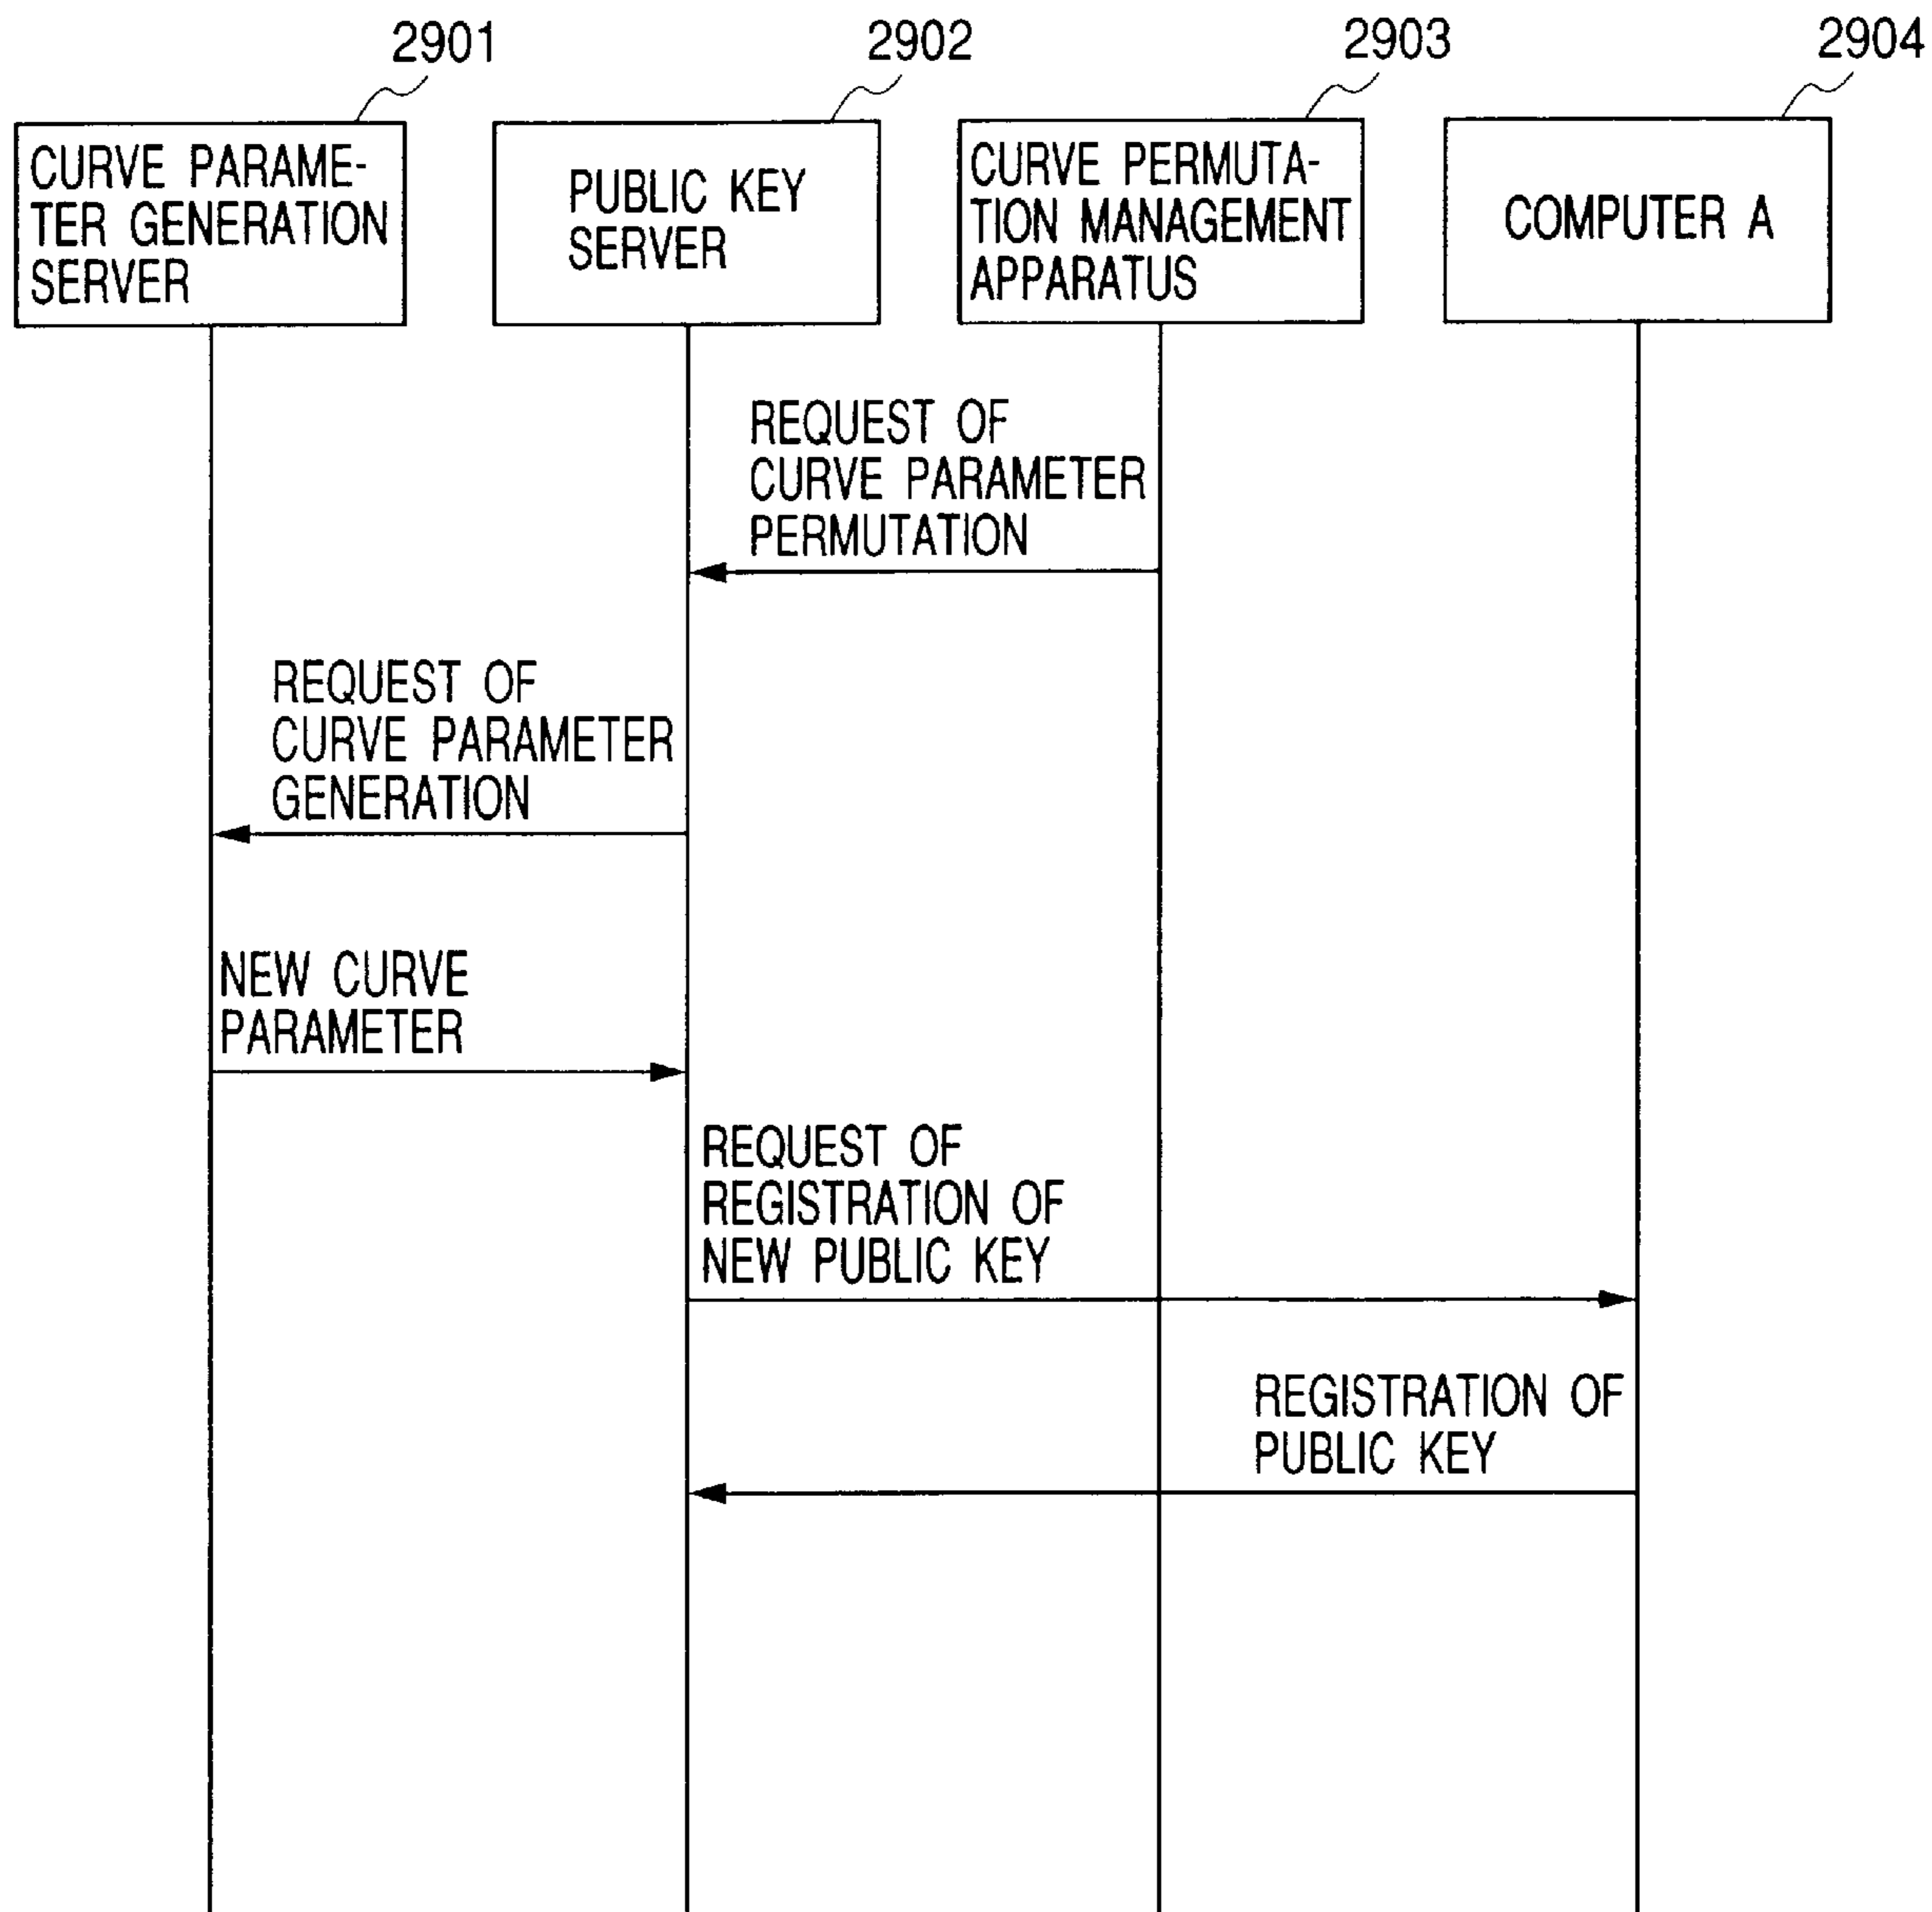 2901
2902
2903
2904
CURVE PARAME-
TER GENERATION
SERVER
PUBLIC KEY
SERVER
CURVE PERMUTA-
TION MANAGEMENT
APPARATUS
COMPUTER A
REQUEST OF
CURVE PARAMETER
PERMUTATION
REQUEST OF
CURVE PARAMETER
GENERATION
NEW CURVE
PARAMETER
REQUEST OF
REGISTRATION OF
NEW PUBLIC KEY
REGISTRATION OF
PUBLIC KEY